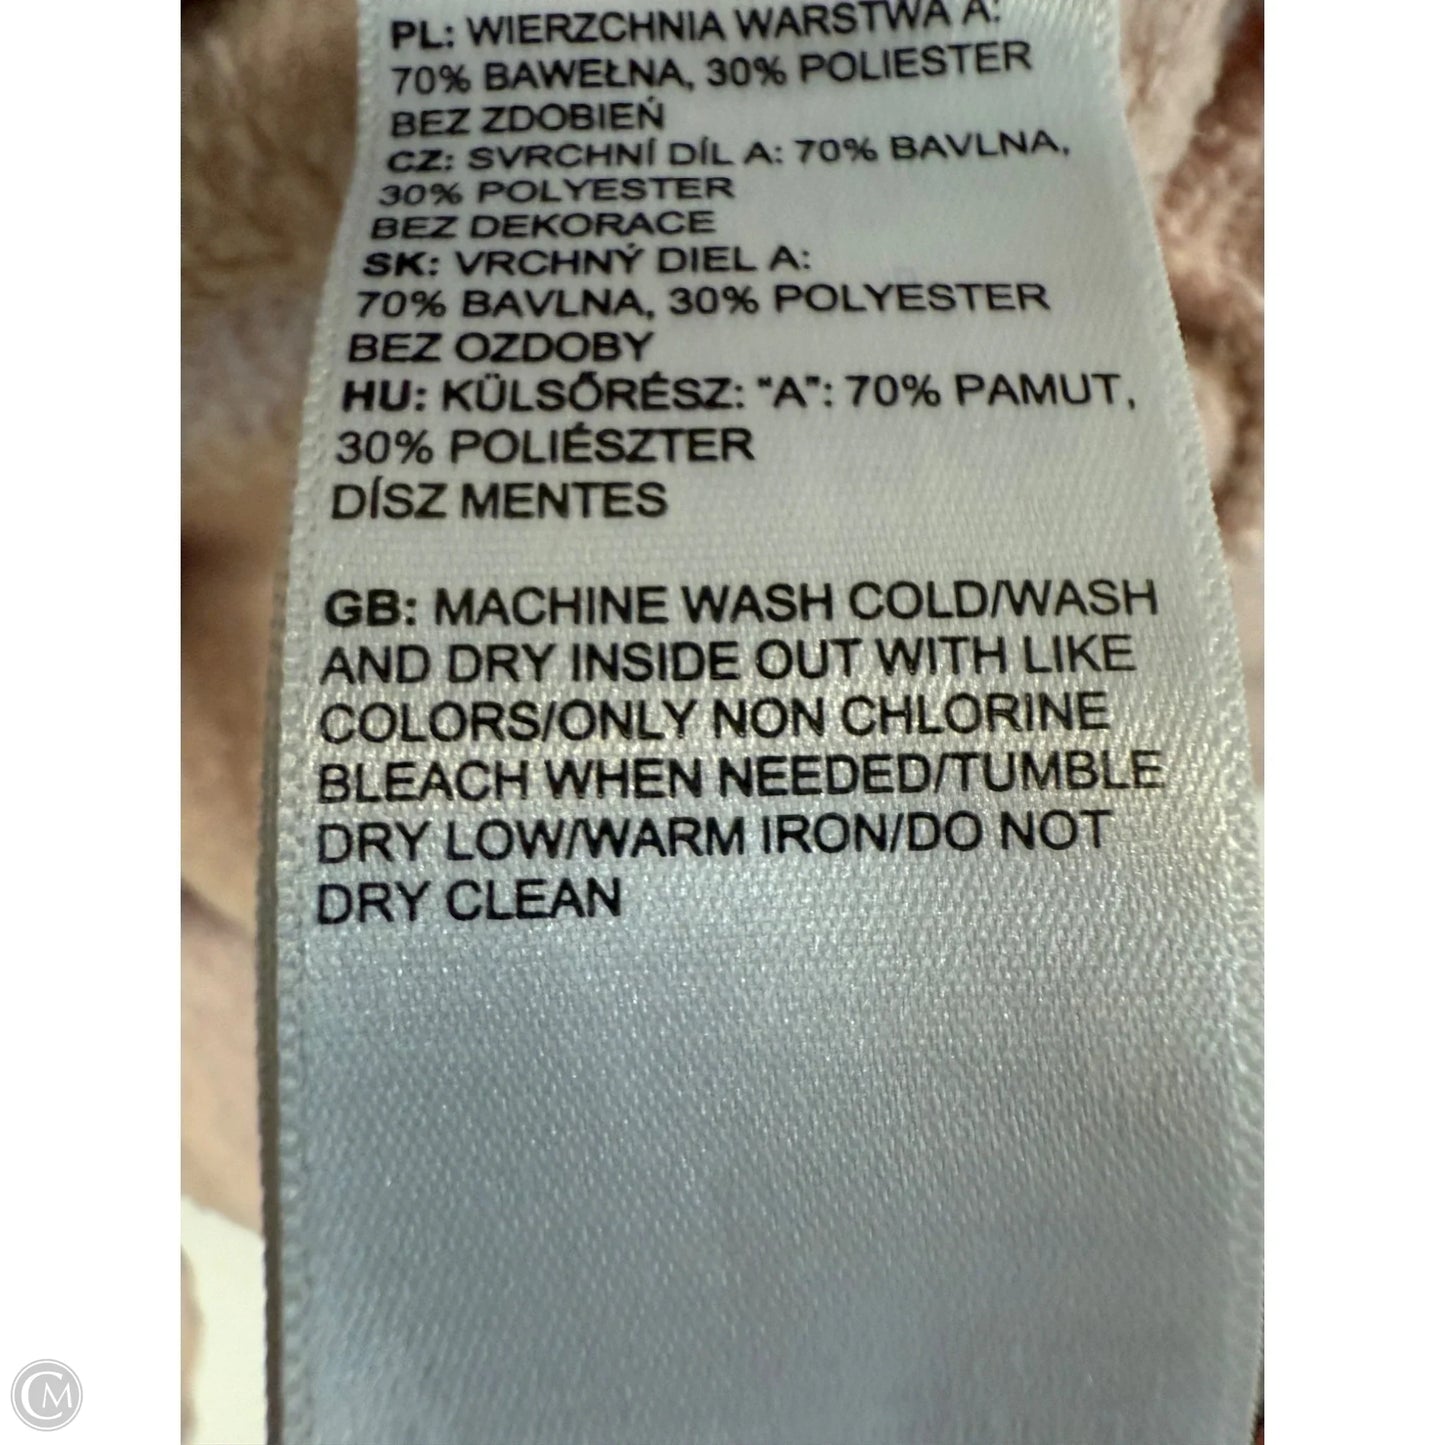 PL: WIERZCHNIA WARSTWA A:
70% BAWEŁNA, 30% POLIESTER
BEZ ZDOBIEŃ
CZ: SVRCHNÍ DÍL A: 70% BAVLNA,
30% POLYESTER
BEZ DEKORACE
SK: VRCHNÝ DIEL A:
70% BAVLNA, 30% POLYESTER
BEZ OZDOBY
HU: KÜLSŐRÉSZ: "A": 70% PAMUT,
30% POLIÉSZTER
DÍSZ MENTES
GB: MACHINE WASH COLD/WASH
AND DRY INSIDE OUT WITH LIKE
COLORS/ONLY NON CHLORINE
BLEACH WHEN NEEDED/TUMBLE
DRY LOW/WARM IRON/DO NOT
DRY CLEAN
CM